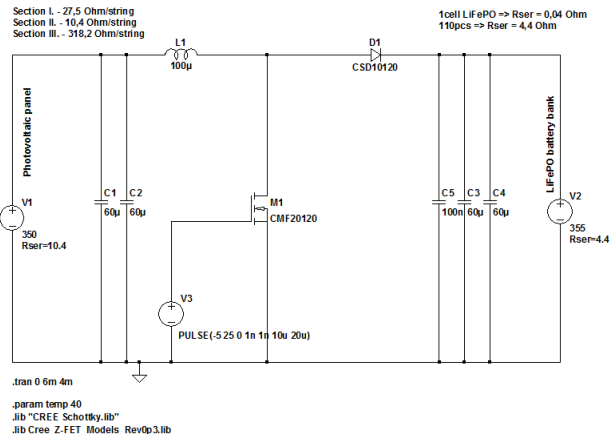 Section I. - 27,5 Ohm/string
Section II. - 10,4 Ohm/string
Section III. - 318,2 Ohm/string
1cell LiFePO => Rser = 0,04 Ohm
110pcs => Rser = 4,4 Ohm
L1
100µ
D1
CSD10120
Photovoltaic panel
V1
350
Rser=10.4
C1
60µ
C2
60µ
M1
CMF20120
V3
PULSE(-5 25 0 1n 1n 10u 20u)
C5
100n
C3
60µ
C4
60µ
LiFePO battery bank
V2
355
Rser=4.4
.tran 0 6m 4m
.param temp 40
.lib "CREE Schottky.lib"
.lib Cree Z-FET Models Rev0p3.lib